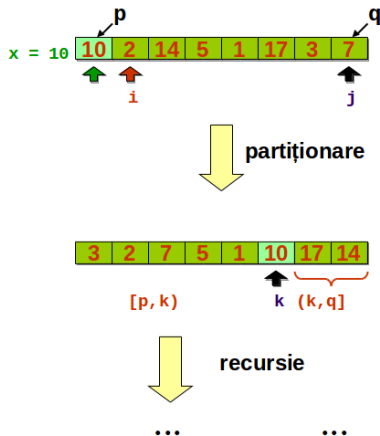 p q
x = 10 10 2 14 5 1 17 3 7
i j
partiționare
3 2 7 5 1 10 17 14
[p,k) k (k,q]
recursie
... ...